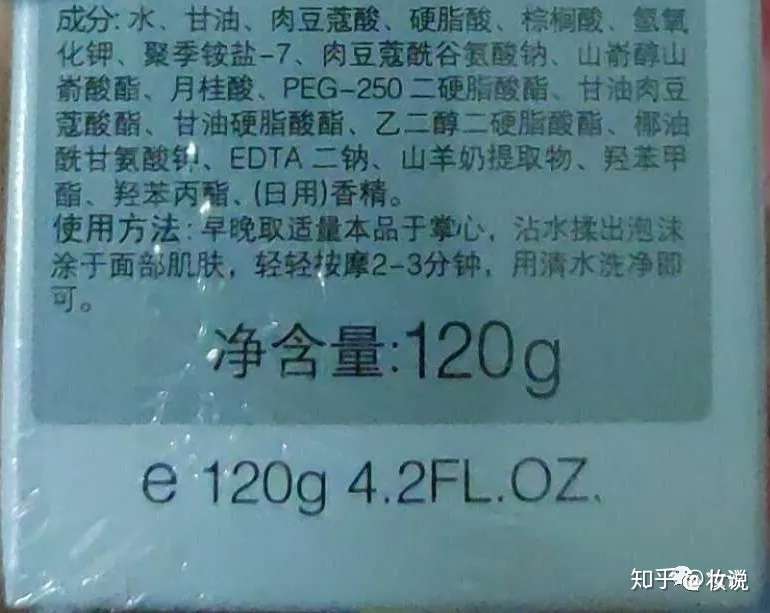 成分:水、甘油、肉豆蔻酸、硬脂酸、棕榈酸、氢氧
化钾、聚季铵盐-7、肉豆蔻酰谷氨酸钠、山嵛醇山
嵛酸酯、月桂酸、PEG-250 二硬脂酸酯、甘油肉豆
蔻酸酯、甘油硬脂酸酯、乙二醇二硬脂酸酯、椰油
酰甘氨酸钾、EDTA 二钠、山羊奶提取物、羟苯甲
酯、羟苯丙酯、(日用)香精。
使用方法:早晚取适量本品于掌心，沾水揉出泡沫
涂于面部肌肤，轻轻按摩2-3分钟，用清水洗净即
可。
净含量:120g
e 120g 4.2FL.OZ.
知乎 @妆说